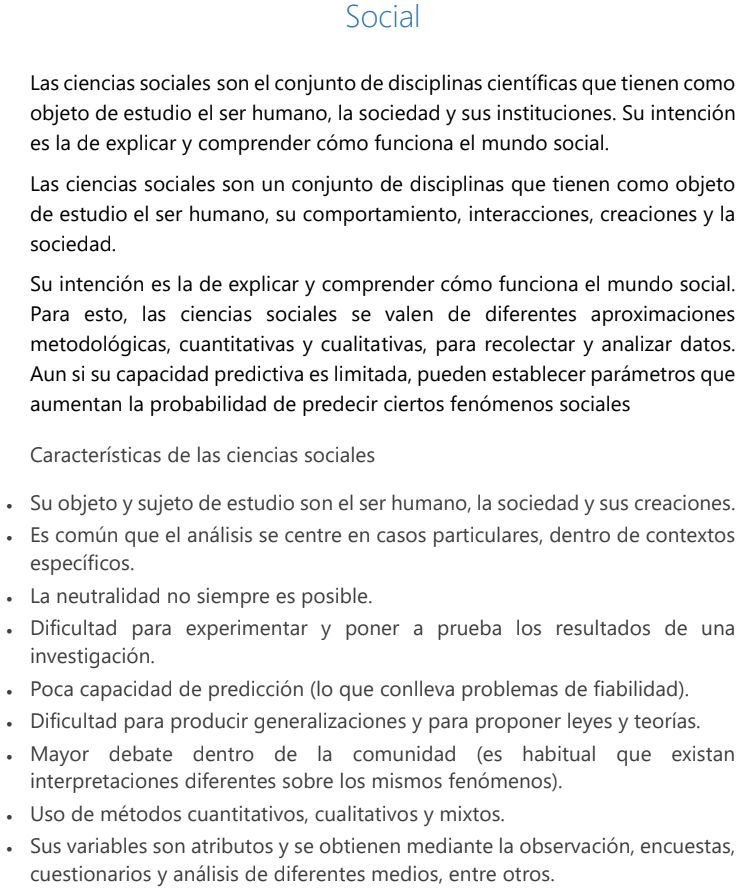 Social
Las ciencias sociales son el conjunto de disciplinas científicas que tienen como
objeto de estudio el ser humano, la sociedad y sus instituciones. Su intención
es la de explicar y comprender cómo funciona el mundo social.
Las ciencias sociales son un conjunto de disciplinas que tienen como objeto
de estudio el ser humano, su comportamiento, interacciones, creaciones y la
sociedad.
Su intención es la de explicar y comprender cómo funciona el mundo social.
Para esto, las ciencias sociales se valen de diferentes aproximaciones
metodológicas, cuantitativas y cualitativas, para recolectar y analizar datos.
Aun si su capacidad predictiva es limitada, pueden establecer parámetros que
aumentan la probabilidad de predecir ciertos fenómenos sociales
Características de las ciencias sociales
• Su objeto y sujeto de estudio son el ser humano, la sociedad y sus creaciones.
• Es común que el análisis se centre en casos particulares, dentro de contextos
específicos.
• La neutralidad no siempre es posible.
• Dificultad para experimentar y poner a prueba los resultados de una
investigación.
• Poca capacidad de predicción (lo que conlleva problemas de fiabilidad).
• Dificultad para producir generalizaciones y para proponer leyes y teorías.
• Mayor debate dentro de la comunidad (es habitual que existan
interpretaciones diferentes sobre los mismos fenómenos).
• Uso de métodos cuantitativos, cualitativos y mixtos.
• Sus variables son atributos y se obtienen mediante la observación, encuestas,
cuestionarios y análisis de diferentes medios, entre otros.